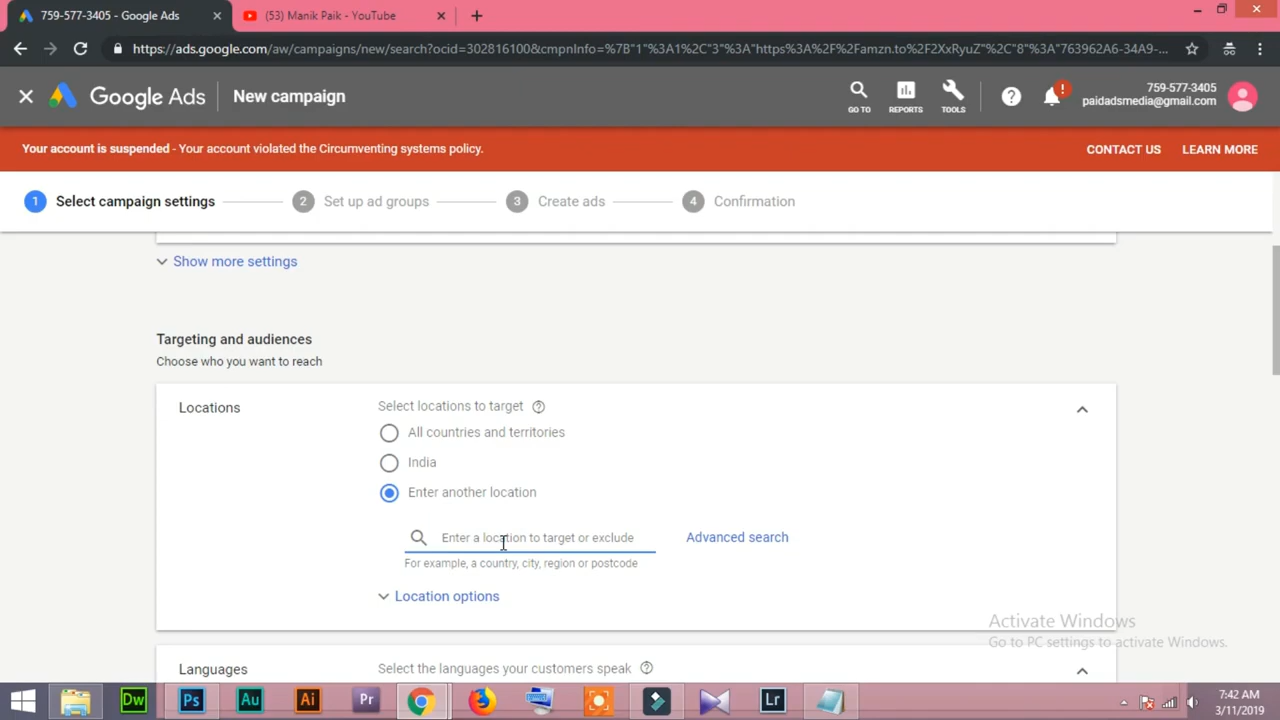 759-577-3405 - Google Ads
(53) Manik Paik - YouTube
https://ads.google.com/aw/campaigns/new/search?ocid=302816100&cmpnInfo=%7B"1"%3A1%2C"3"%3A"https%3A%2F%2Famzn.to%2F2XxRyuZ"%2C"8"%3A"763962A6-34A9-...
Google Ads
New campaign
GO TO
REPORTS
TOOLS
759-577-3405
paidadsmedia@gmail.com
Your account is suspended - Your account violated the Circumventing systems policy.
CONTACT US
LEARN MORE
1 Select campaign settings
2 Set up ad groups
3 Create ads
4 Confirmation
Show more settings
Targeting and audiences
Choose who you want to reach
Locations
Select locations to target
All countries and territories
India
Enter another location
Enter a location to target or exclude
Advanced search
For example, a country, city, region or postcode
Location options
Activate Windows
Go to PC settings to activate Windows.
Languages
Select the languages your customers speak
Dw
Ps
Au
Ai
Pr
Lr
7:42 AM
3/11/2019